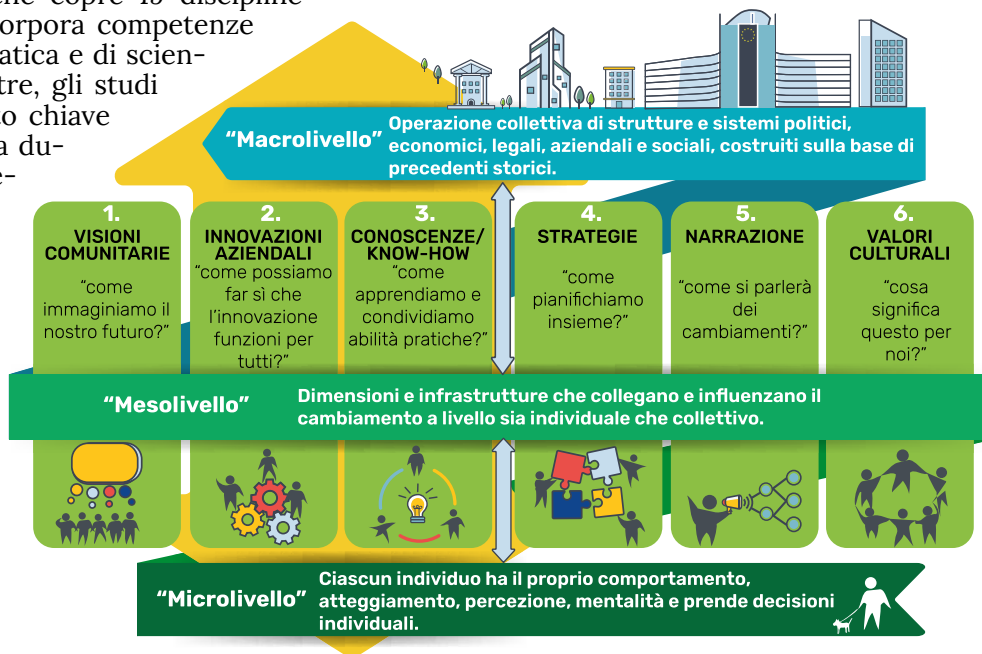 che copre 15 discipline
orpora competenze
atica e di scien-
tre, gli studi
to chiave
a du-
e-
“Macrolivello”
Operazione collettiva di strutture e sistemi politici,
economici, legali, aziendali e sociali, costruiti sulla base di
precedenti storici.
1.
VISIONI
COMUNITARIE
“come
immaginiamo il
nostro futuro?”
2.
INNOVAZIONI
AZIENDALI
“come possiamo
far sì che
l’innovazione
funzioni per
tutti?”
3.
CONOSCENZE/
KNOW-HOW
“come
apprendiamo e
condividiamo
abilità pratiche?”
4.
STRATEGIE
“come
pianifichiamo
insieme?”
5.
NARRAZIONE
“come si parlerà
dei
cambiamenti?”
6.
VALORI
CULTURALI
“cosa
significa
questo per
noi?”
“Mesolivello”
Dimensioni e infrastrutture che collegano e influenzano il
cambiamento a livello sia individuale che collettivo.
“Microlivello”
Ciascun individuo ha il proprio comportamento,
atteggiamento, percezione, mentalità e prende decisioni
individuali.